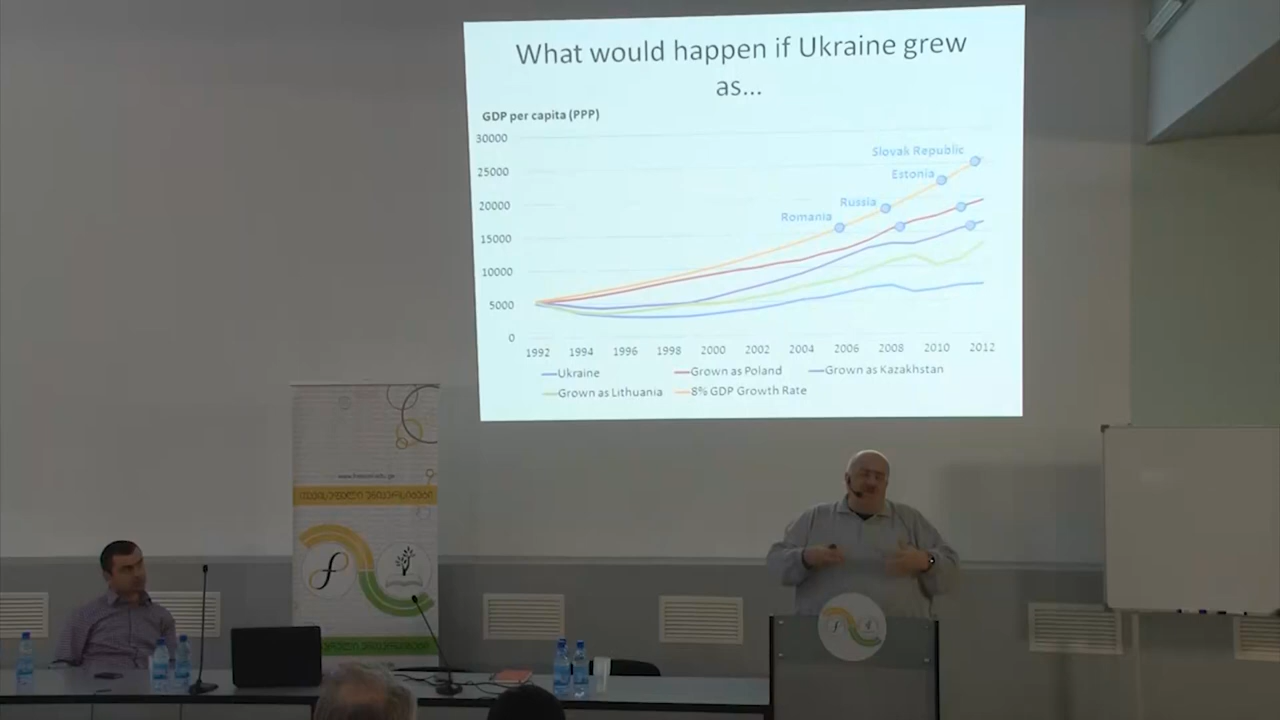 What would happen if Ukraine grew
as...
GDP per capita (PPP)
30000
25000
20000
15000
10000
5000
0
Slovak Republic
Estonia
Russia
Romania
1992 1994 1996 1998 2000 2002 2004 2006 2008 2010 2012
Ukraine Grown as Poland Grown as Kazakhstan
Grown as Lithuania 8% GDP Growth Rate
თავისუფალი უნივერსიტეტი